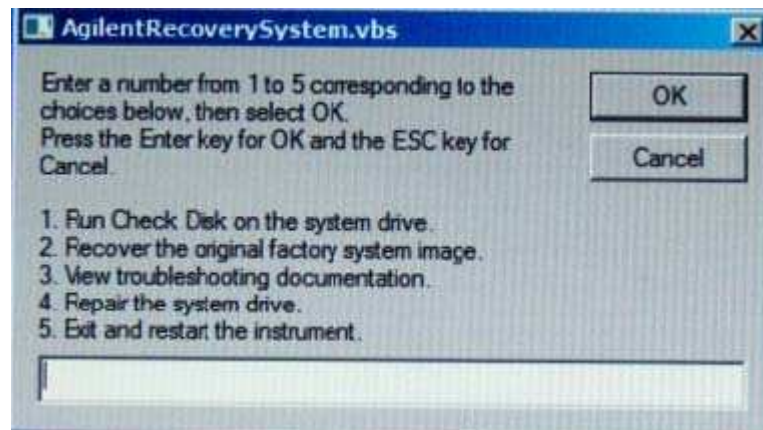 AgilentRecoverySystem.vbs
Enter a number from 1 to 5 corresponding to the
choices below, then select OK.
Press the Enter key for OK and the ESC key for
Cancel.
OK
Cancel
1. Run Check Disk on the system drive.
2. Recover the original factory system image.
3. View troubleshooting documentation.
4. Repair the system drive.
5. Exit and restart the instrument.